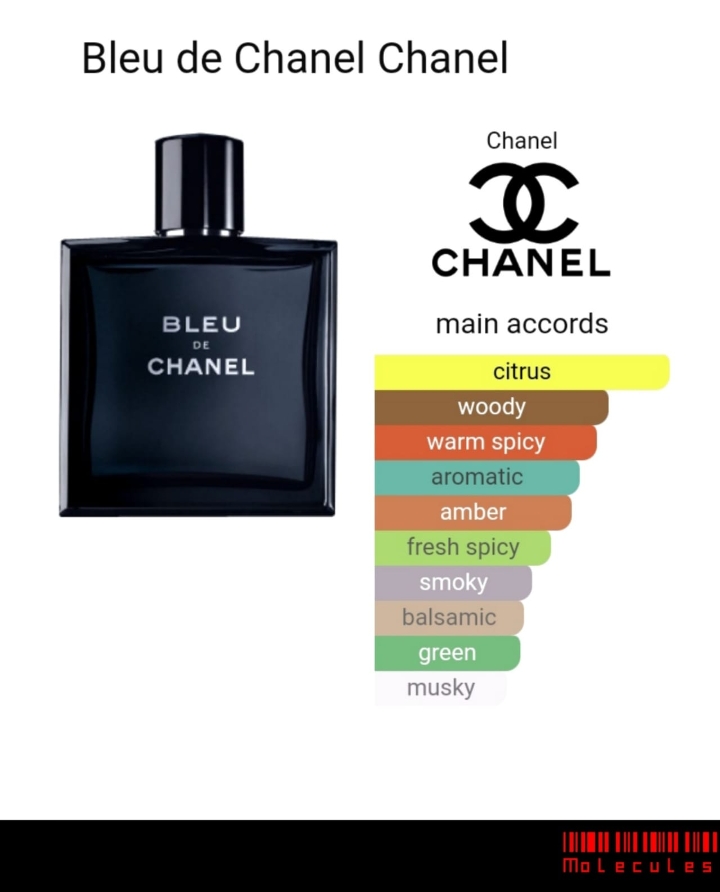 Bleu de Chanel Chanel
BLEU
DE
CHANEL
Chanel
CHANEL
main accords
citrus
woody
warm spicy
aromatic
amber
fresh spicy
smoky
balsamic
green
musky
Molecules